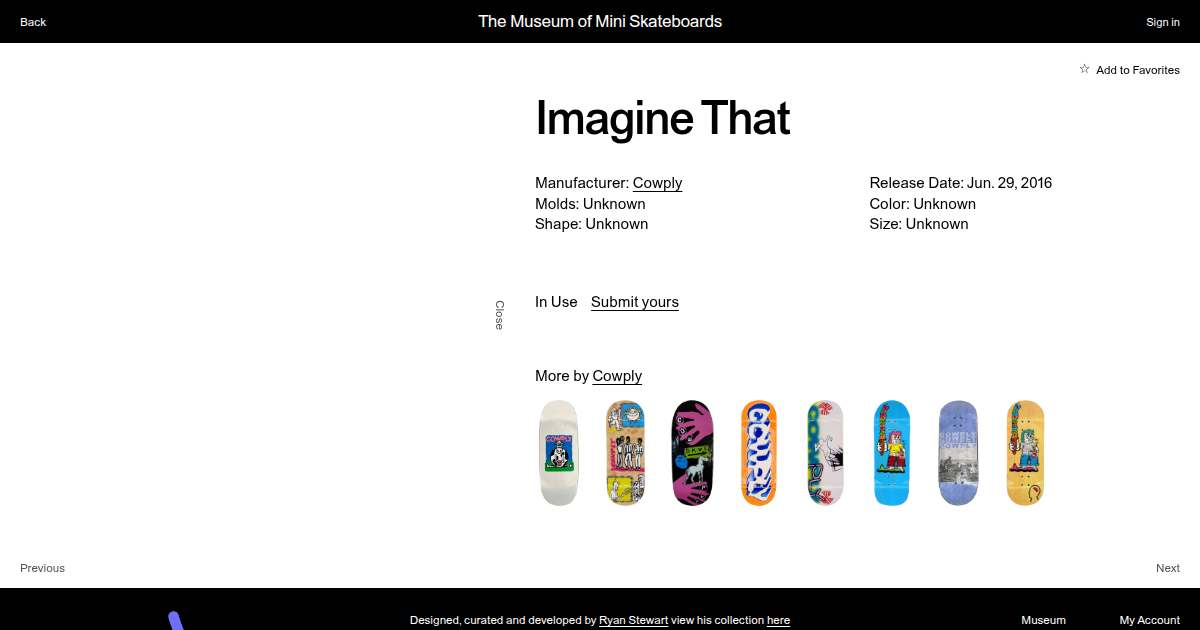 Back
The Museum of Mini Skateboards
Sign in
☆ Add to Favorites
Imagine That
Manufacturer: Cowply
Molds: Unknown
Shape: Unknown
Release Date: Jun. 29, 2016
Color: Unknown
Size: Unknown
Close
In Use Submit yours
More by Cowply
Previous
Next
Designed, curated and developed by Ryan Stewart view his collection here
Museum
My Account